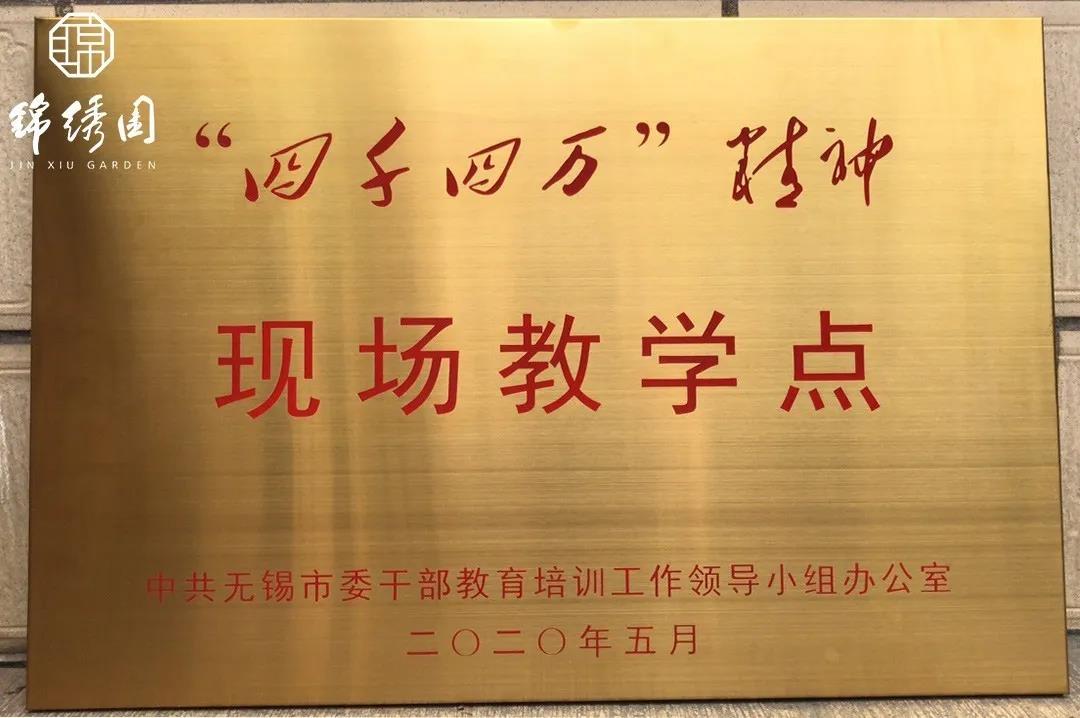 锦
锦绣园
JIN XIU GARDEN
“四千四万”精神
现场教学点
中共无锡市委干部教育培训工作领导小组办公室
二〇二〇年五月